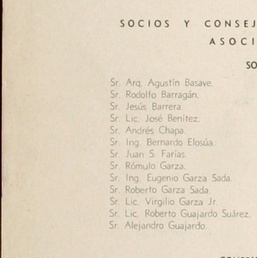 SOCIOS Y CONSEJ
ASOCI
SO
Sr. Arq. Agustín Basave.
Sr. Rodolfo Barragán.
Sr. Jesús Barrera.
Sr. Lic. José Benítez.
Sr. Andrés Chapa.
Sr. Ing. Bernardo Elosúa.
Sr. Juan S. Farías.
Sr. Rómulo Garza.
Sr. Ing. Eugenio Garza Sada.
Sr. Roberto Garza Sada.
Sr. Lic. Virgilio Garza Jr.
Sr. Lic. Roberto Guajardo Suárez.
Sr. Alejandro Guajardo.